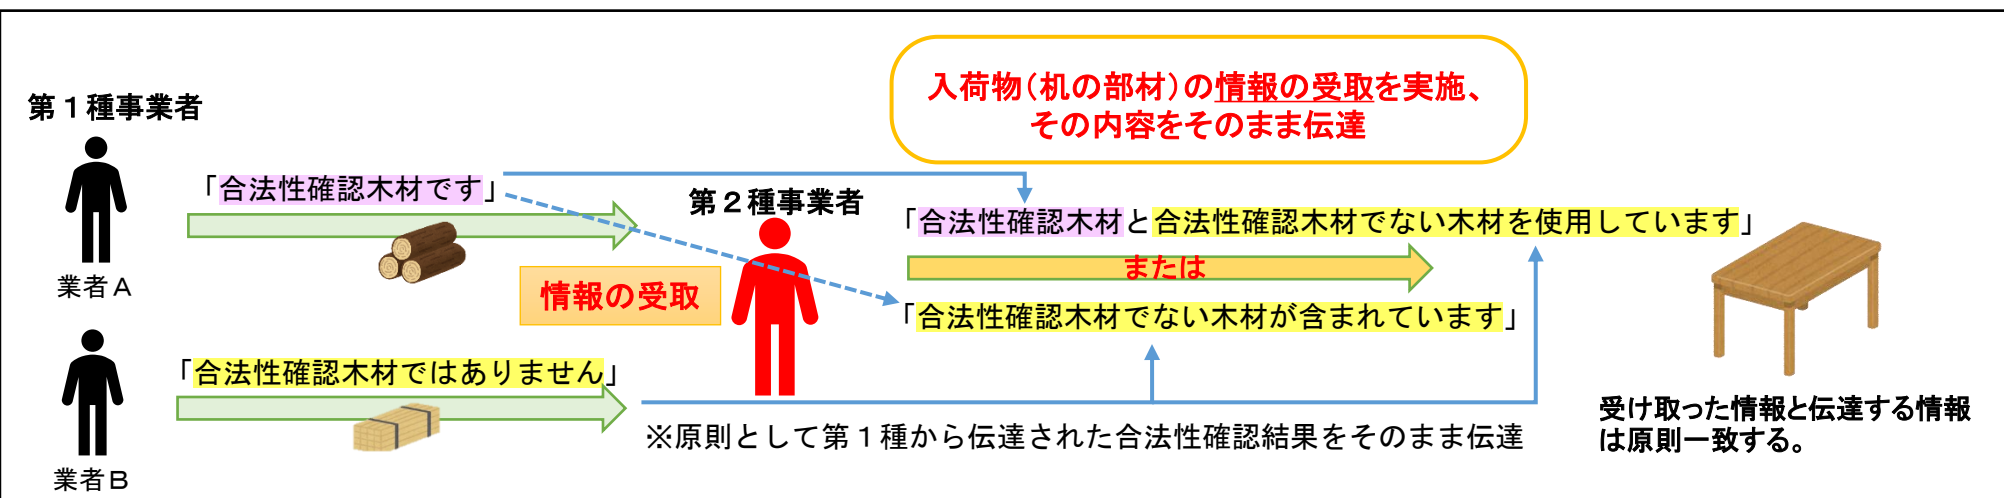 入荷物（机の部材）の情報の受取を実施、
その内容をそのまま伝達
第１種事業者
「合法性確認木材です」
第２種事業者
「合法性確認木材と合法性確認木材でない木材を使用しています」
または
情報の受取
業者Ａ
「合法性確認木材でない木材が含まれています」
「合法性確認木材ではありません」
受け取った情報と伝達する情報
は原則一致する。
※原則として第１種から伝達された合法性確認結果をそのまま伝達
業者Ｂ